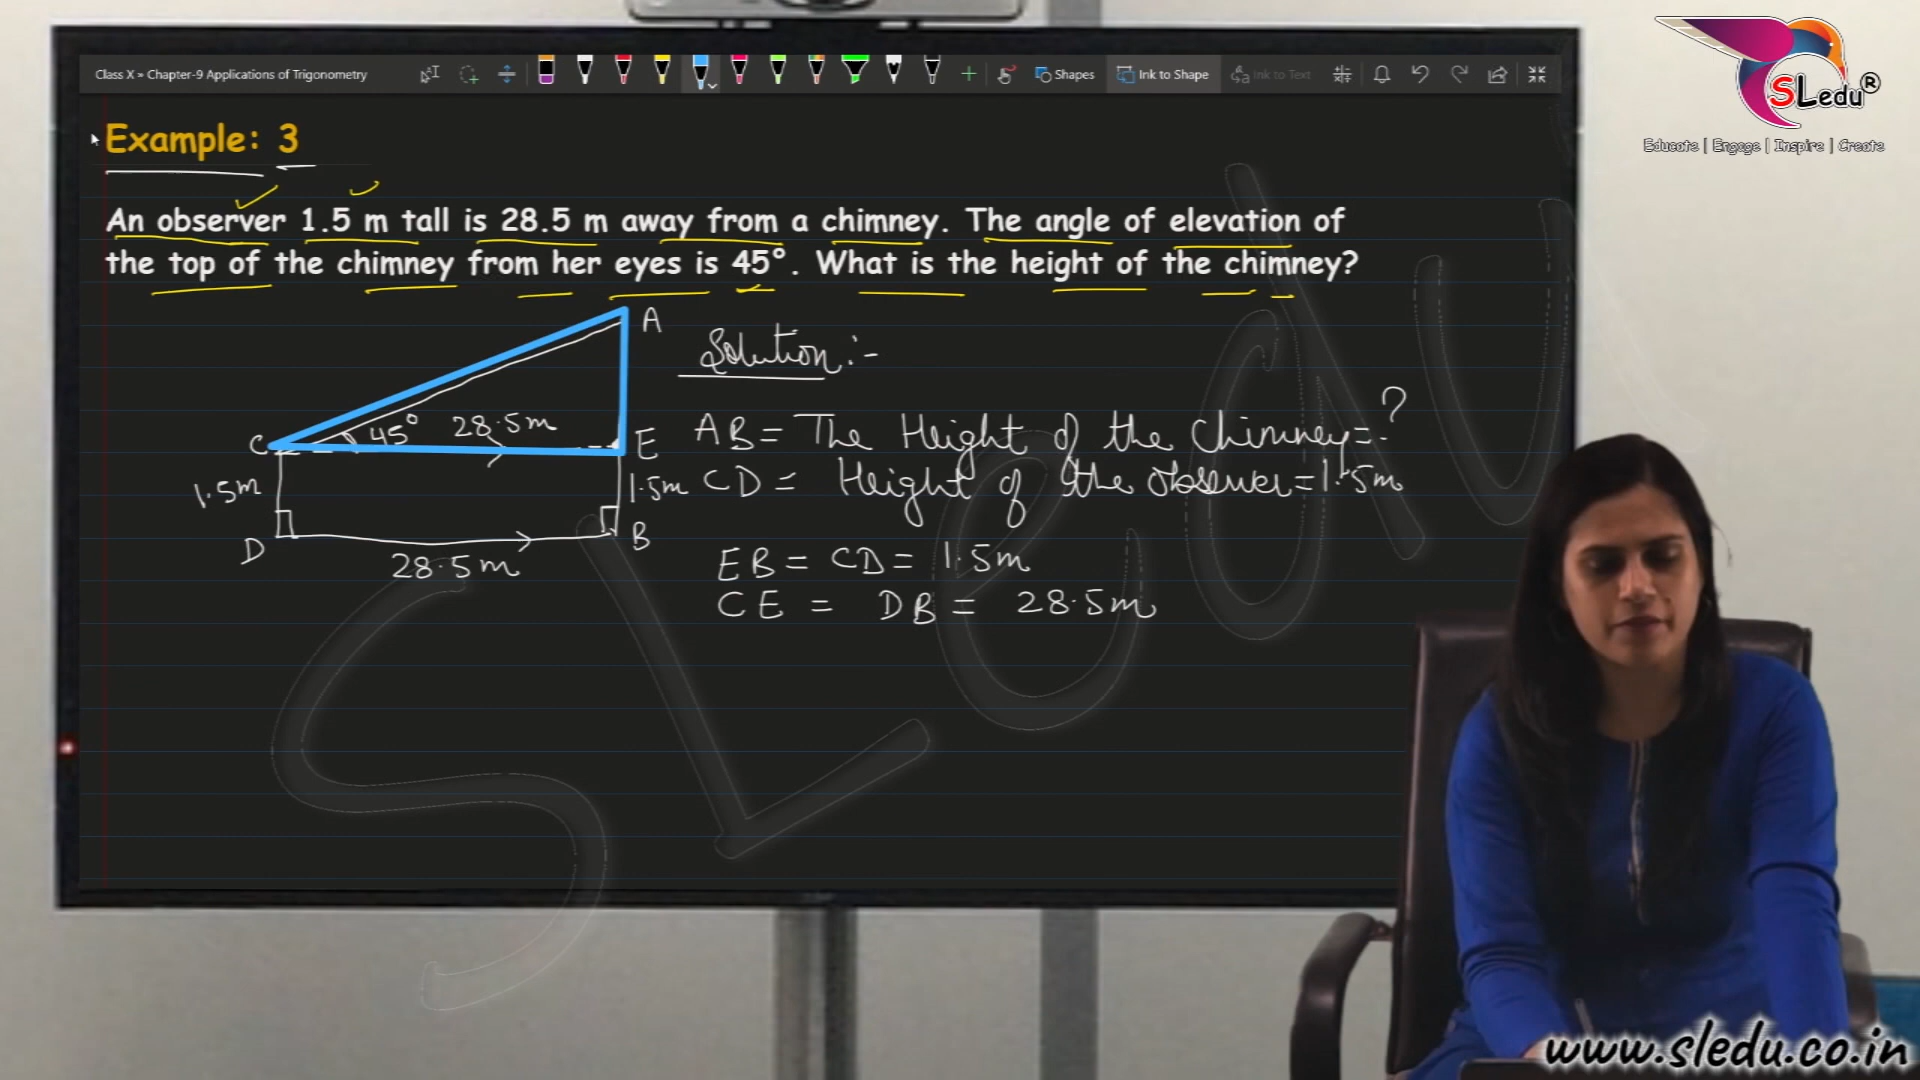 SLedu®
Educate | Engage | Inspire | Create
Class X » Chapter-9 Applications of Trigonometry
Shapes
Ink to Shape
Ink to Text
Example: 3
An observer 1.5 m tall is 28.5 m away from a chimney. The angle of elevation of
the top of the chimney from her eyes is 45°. What is the height of the chimney?
A
Solution :-
C
45°
28.5m
E
AB = The Height of the Chimney = ?
1.5m
1.5m
CD = Height of the observer = 1.5m
D
B
28.5m
EB = CD = 1.5m
CE = DB = 28.5m
SLedu
www.sledu.co.in